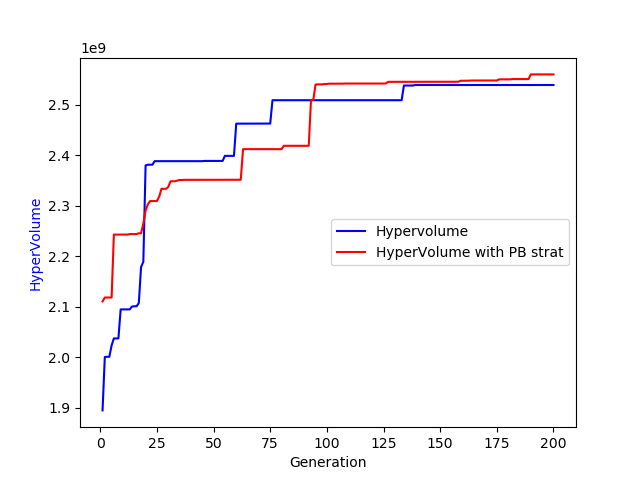 1e9
2.5
2.4
2.3
2.2
2.1
2.0
1.9
HyperVolume
Hypervolume
HyperVolume with PB strat
0 25 50 75 100 125 150 175 200
Generation